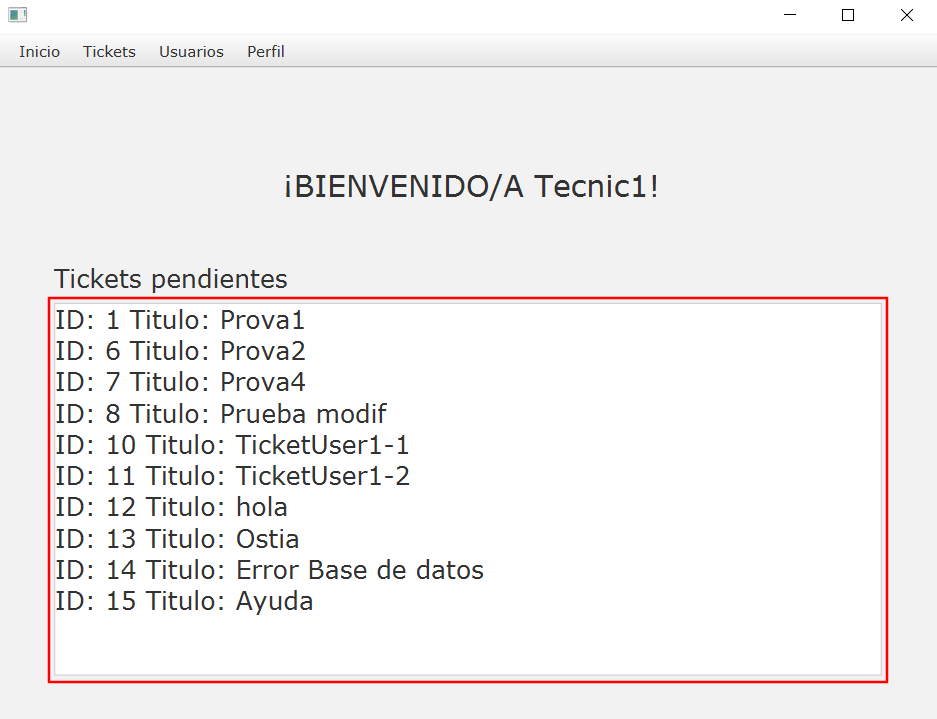 Inicio Tickets Usuarios Perfil
¡BIENVENIDO/A Tecnic1!
Tickets pendientes
ID: 1 Titulo: Prova1
ID: 6 Titulo: Prova2
ID: 7 Titulo: Prova4
ID: 8 Titulo: Prueba modif
ID: 10 Titulo: TicketUser1-1
ID: 11 Titulo: TicketUser1-2
ID: 12 Titulo: hola
ID: 13 Titulo: Ostia
ID: 14 Titulo: Error Base de datos
ID: 15 Titulo: Ayuda